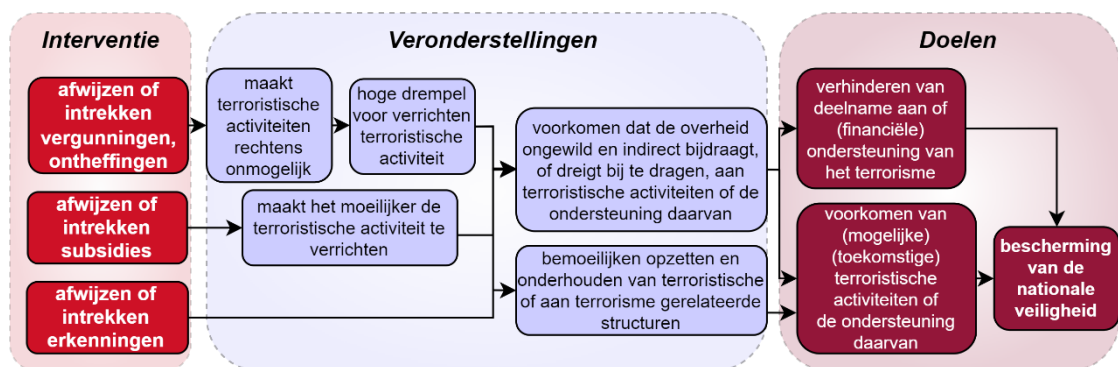 Interventie
Veronderstellingen
Doelen
afwijzen of
intrekken
vergunningen,
ontheffingen
maakt
terroristische
activiteiten
rechtens
onmogelijk
hoge drempel
voor verrichten
terroristische
activiteit
voorkomen dat de overheid
ongewild en indirect bijdraagt,
of dreigt bij te dragen, aan
terroristische activiteiten of de
ondersteuning daarvan
verhinderen van
deelname aan of
(financiële)
ondersteuning van
het terrorisme
afwijzen of
intrekken
subsidies
maakt het moeilijker de
terroristische activiteit te
verrichten
afwijzen of
intrekken
erkenningen
bemoeilijken opzetten en
onderhouden van terroristische
of aan terrorisme gerelateerde
structuren
voorkomen van
(mogelijke)
(toekomstige)
terroristische
activiteiten of
de ondersteuning
daarvan
bescherming
van de
nationale
veiligheid